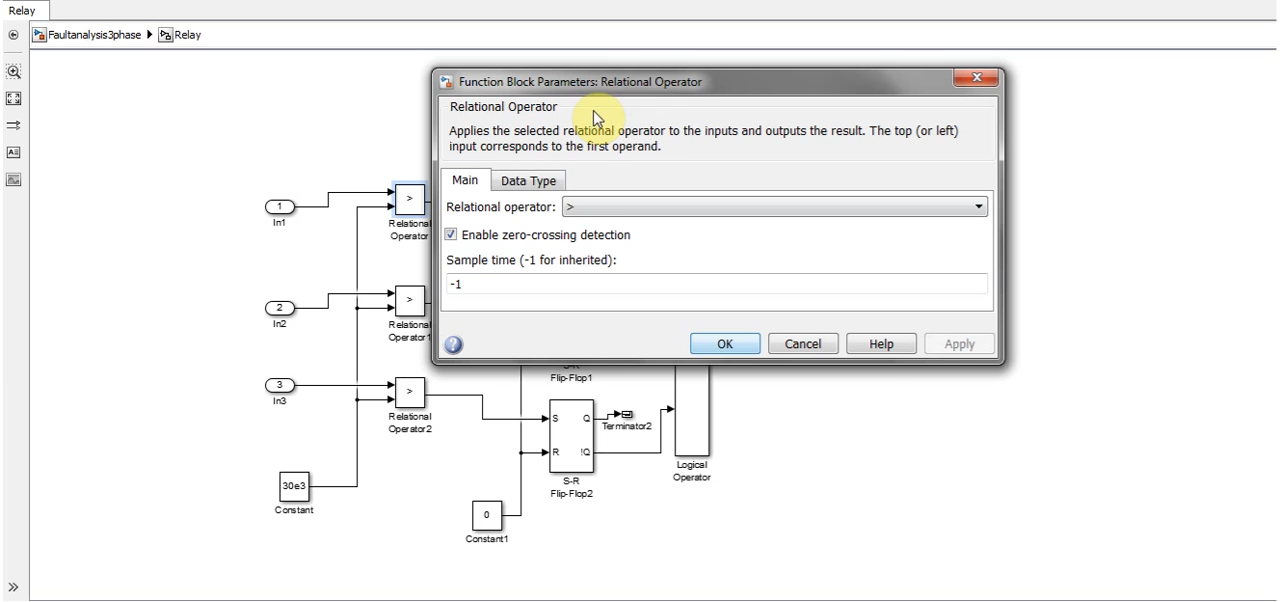 Relay
Faultanalysis3phase
Relay
Function Block Parameters: Relational Operator
Relational Operator
Applies the selected relational operator to the inputs and outputs the result. The top (or left)
input corresponds to the first operand.
Main
Data Type
Relational operator:
>
Enable zero-crossing detection
Sample time (-1 for inherited):
-1
OK
Cancel
Help
Apply
1
In1
>
Relational
Operator
2
In2
>
Relational
Operator1
3
In3
>
Relational
Operator2
30e3
Constant
0
Constant1
S-R
Flip-Flop1
S
Q
R
!Q
S-R
Flip-Flop2
Terminator2
Logical
Operator